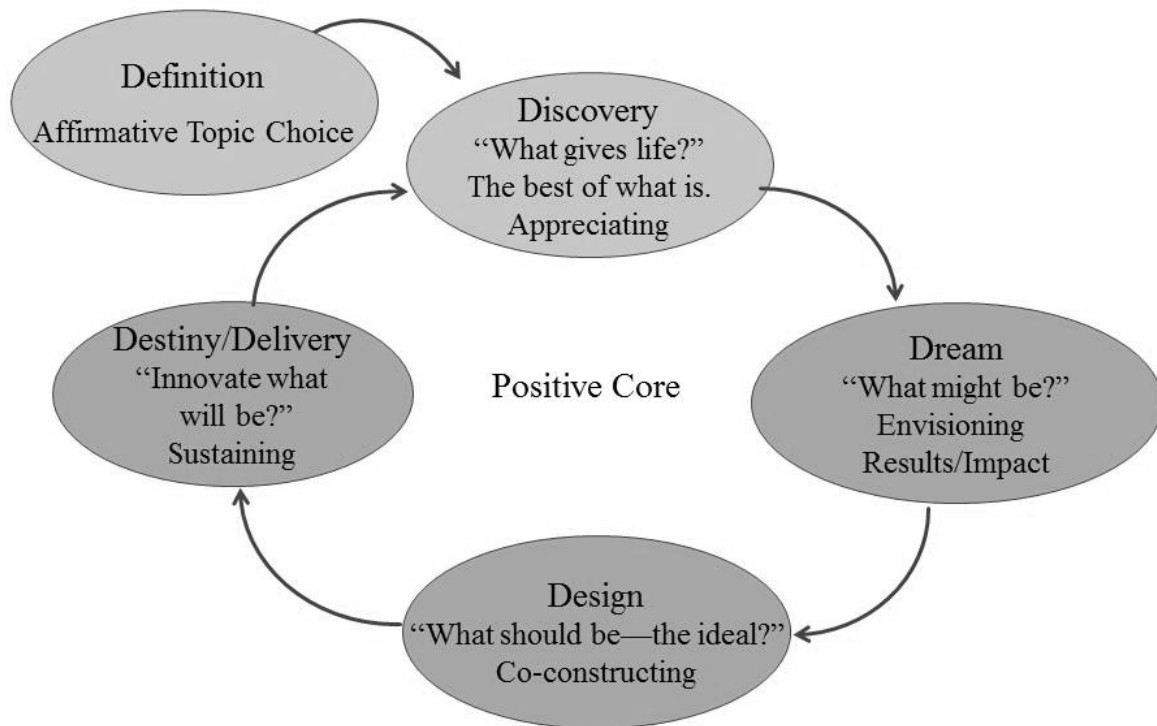 Definition
Affirmative Topic Choice
Discovery
“What gives life?”
The best of what is.
Appreciating
Dream
“What might be?”
Envisioning
Results/Impact
Design
“What should be—the ideal?”
Co-constructing
Destiny/Delivery
“Innovate what
will be?”
Sustaining
Positive Core